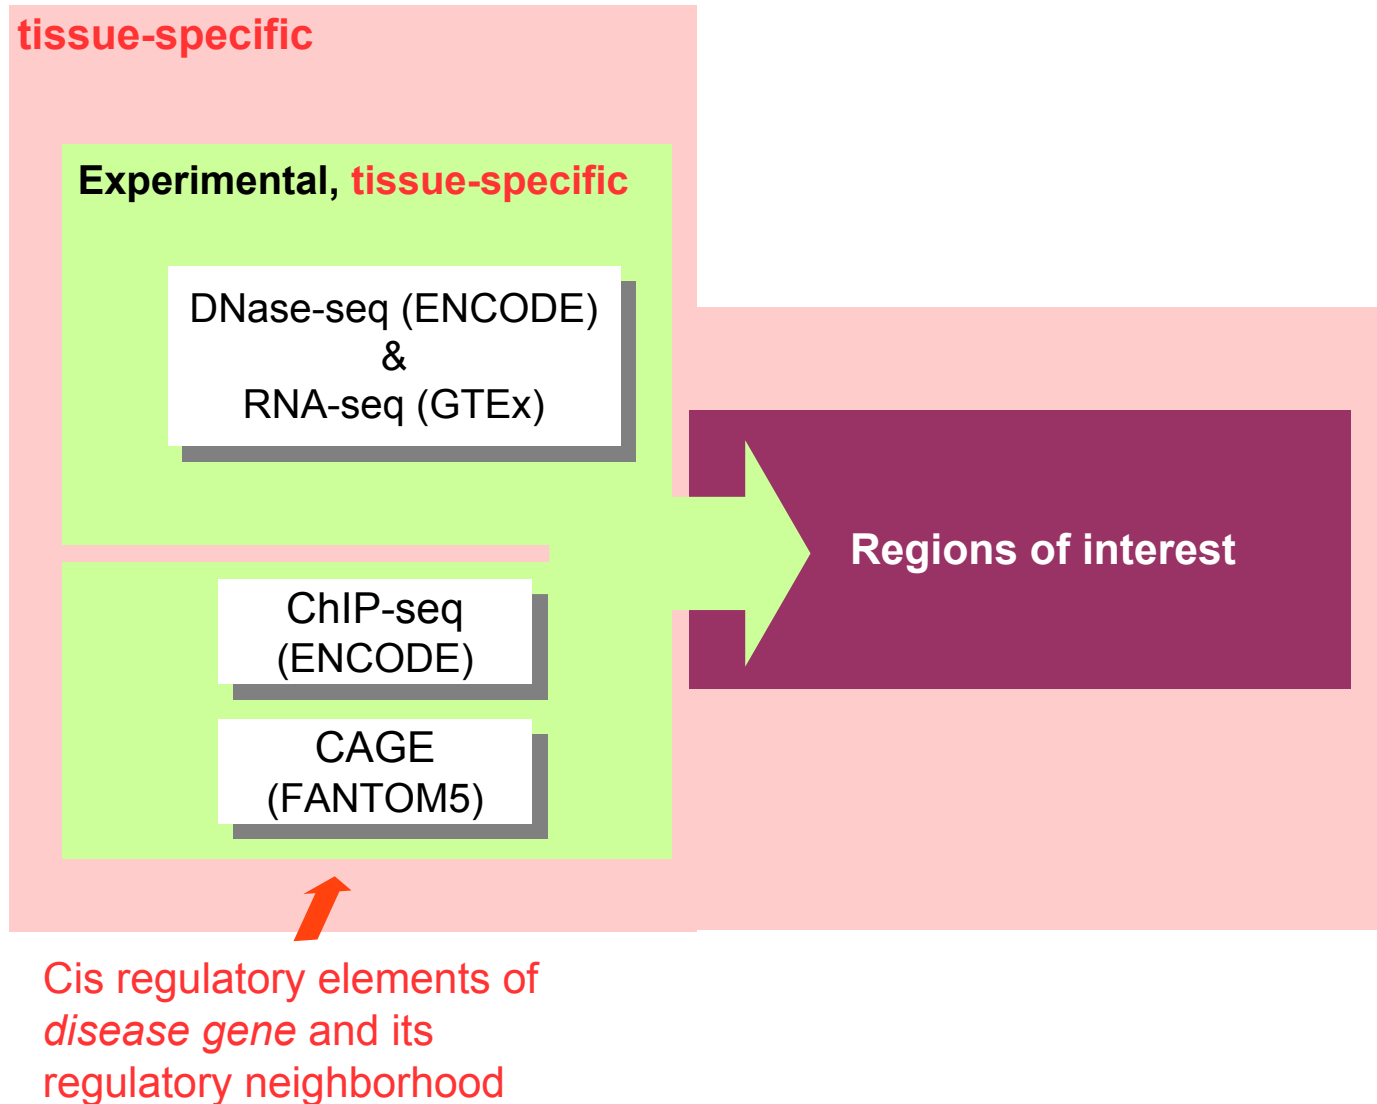 tissue-specific
Experimental, tissue-specific
DNase-seq (ENCODE)
&
RNA-seq (GTEx)
ChIP-seq
(ENCODE)
CAGE
(FANTOM5)
Regions of interest
Cis regulatory elements of
disease gene and its
regulatory neighborhood